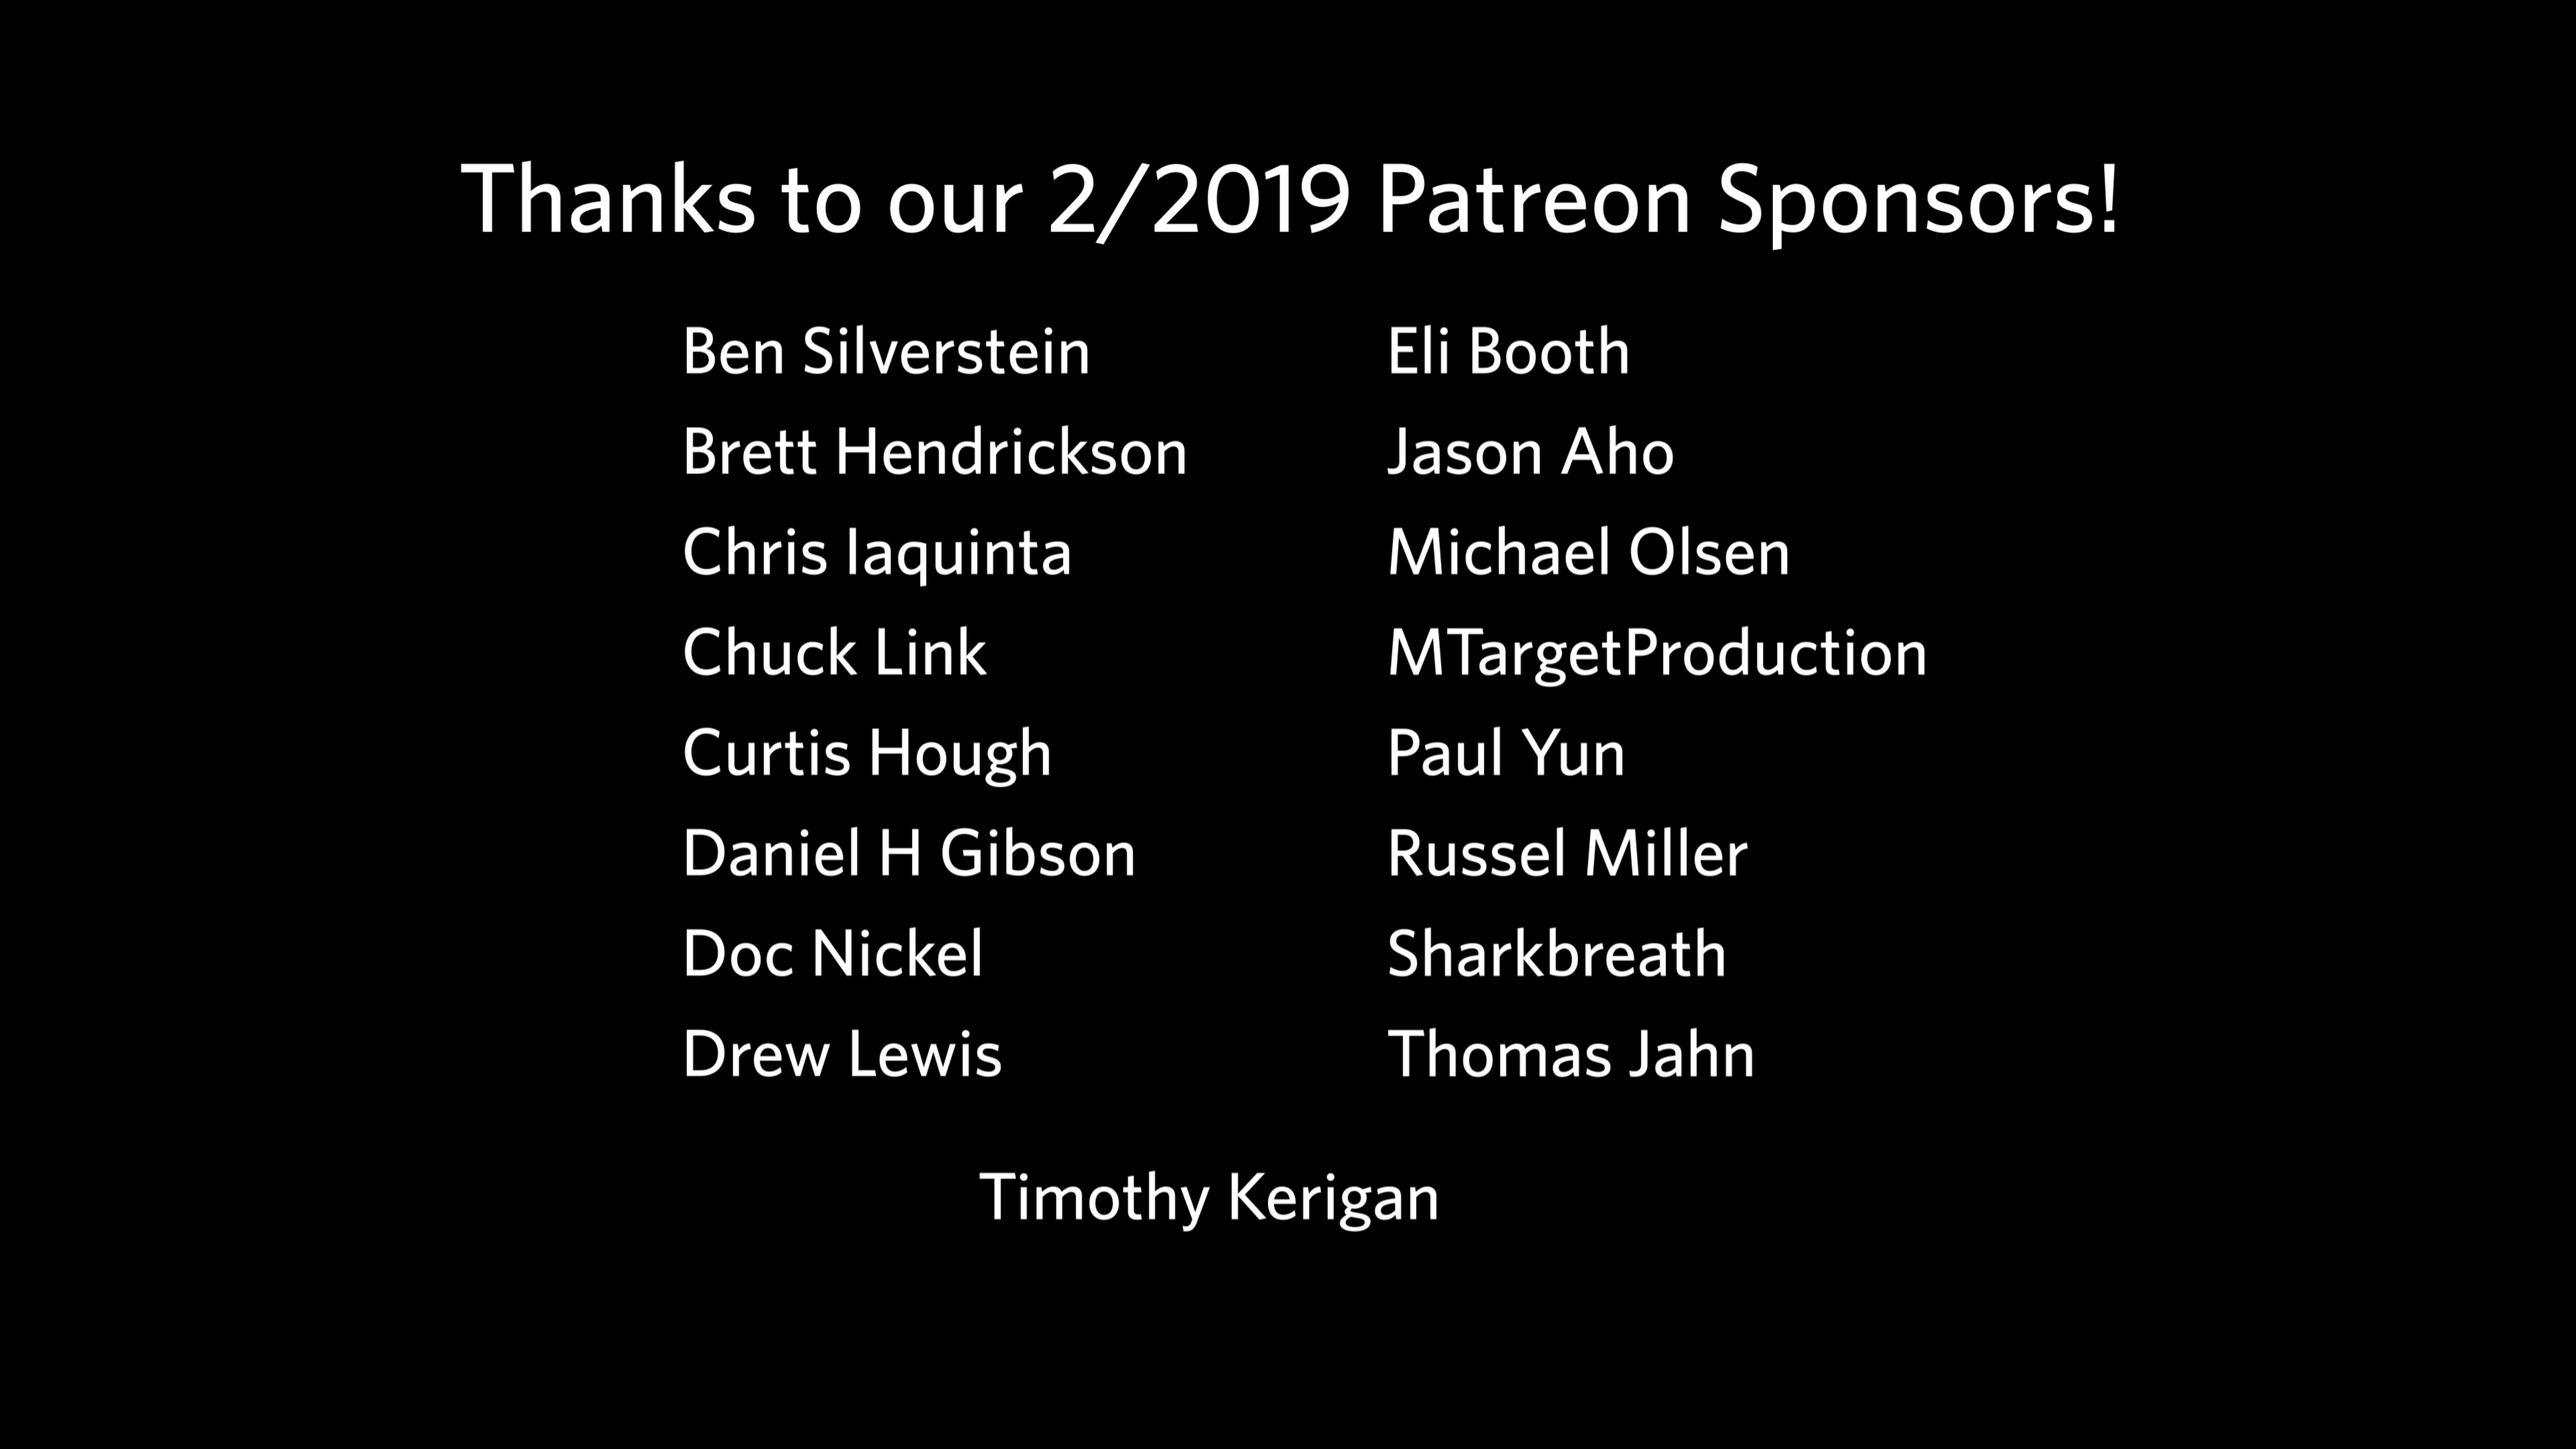 Thanks to our 2/2019 Patreon Sponsors!
Ben Silverstein
Brett Hendrickson
Chris Iaquinta
Chuck Link
Curtis Hough
Daniel H Gibson
Doc Nickel
Drew Lewis
Eli Booth
Jason Aho
Michael Olsen
MTargetProduction
Paul Yun
Russel Miller
Sharkbreath
Thomas Jahn
Timothy Kerigan